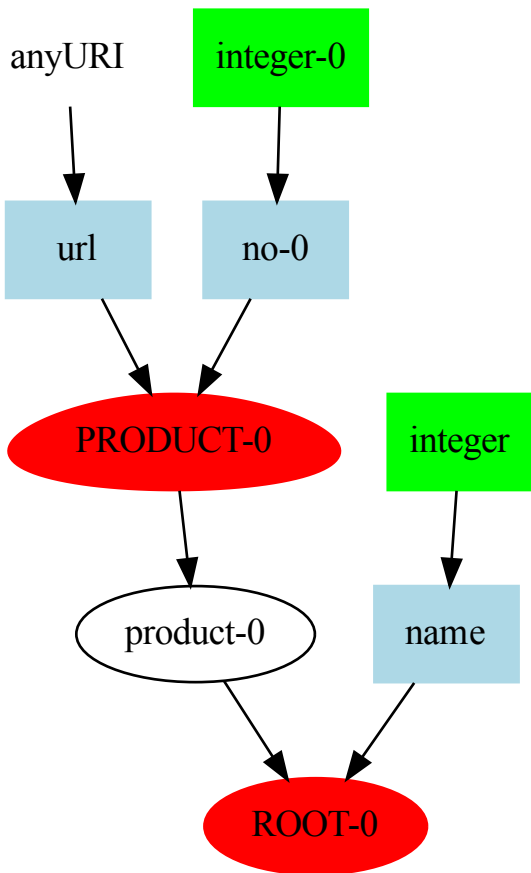 anyURI
integer-0
url
no-0
PRODUCT-0
integer
product-0
name
ROOT-0